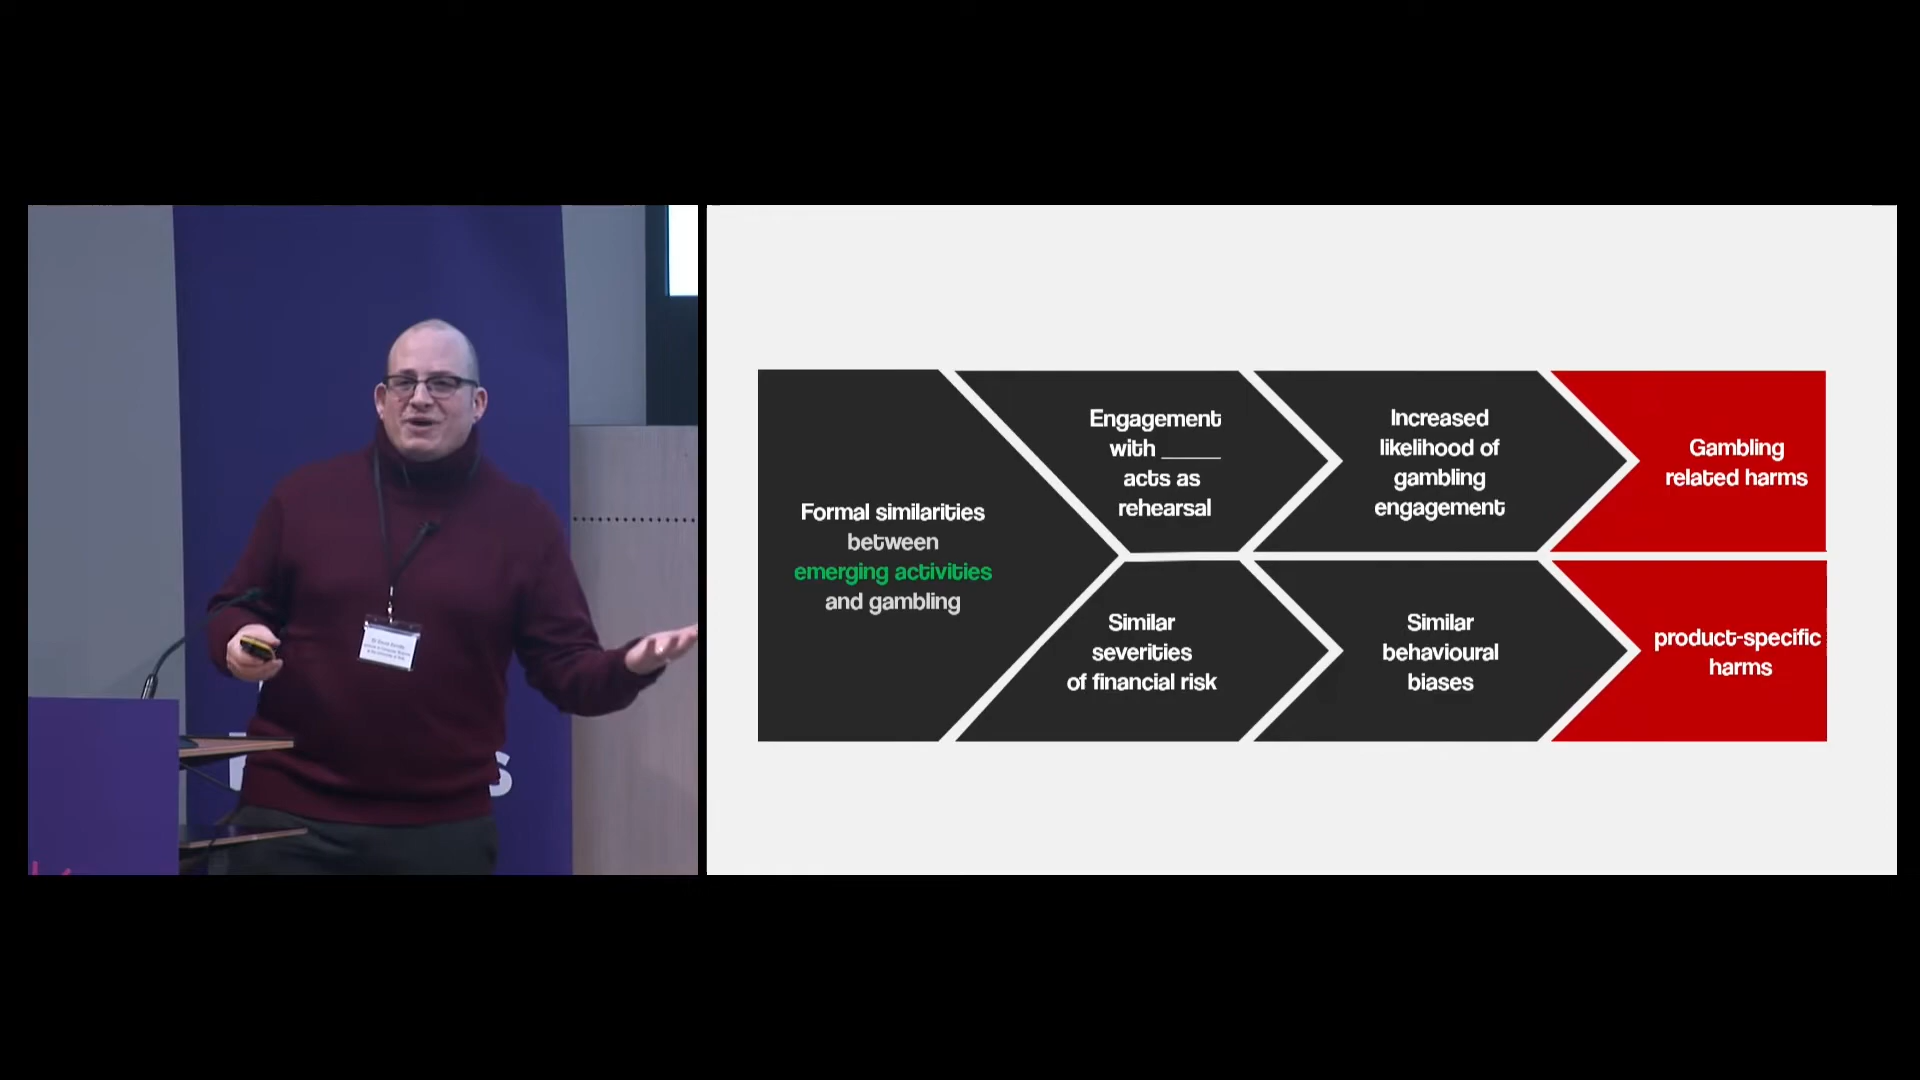 Formal similarities
between
emerging activities
and gambling
Engagement
with ______
acts as
rehearsal
Increased
likelihood of
gambling
engagement
Gambling
related harms
Similar
severities
of financial risk
Similar
behavioural
biases
product-specific
harms